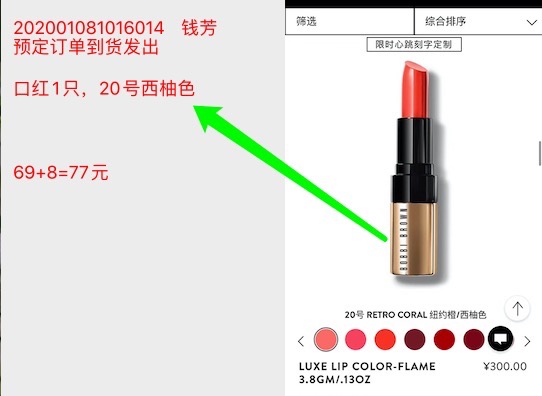 202001081016014 钱芳
预定订单到货发出
口红1只，20号西柚色
69+8=77元
筛选
综合排序
限时心跳刻字定制
BOBBI BROWN
20号 RETRO CORAL 纽约橙/西柚色
LUXE LIP COLOR-FLAME ¥300.00
3.8GM/.13OZ